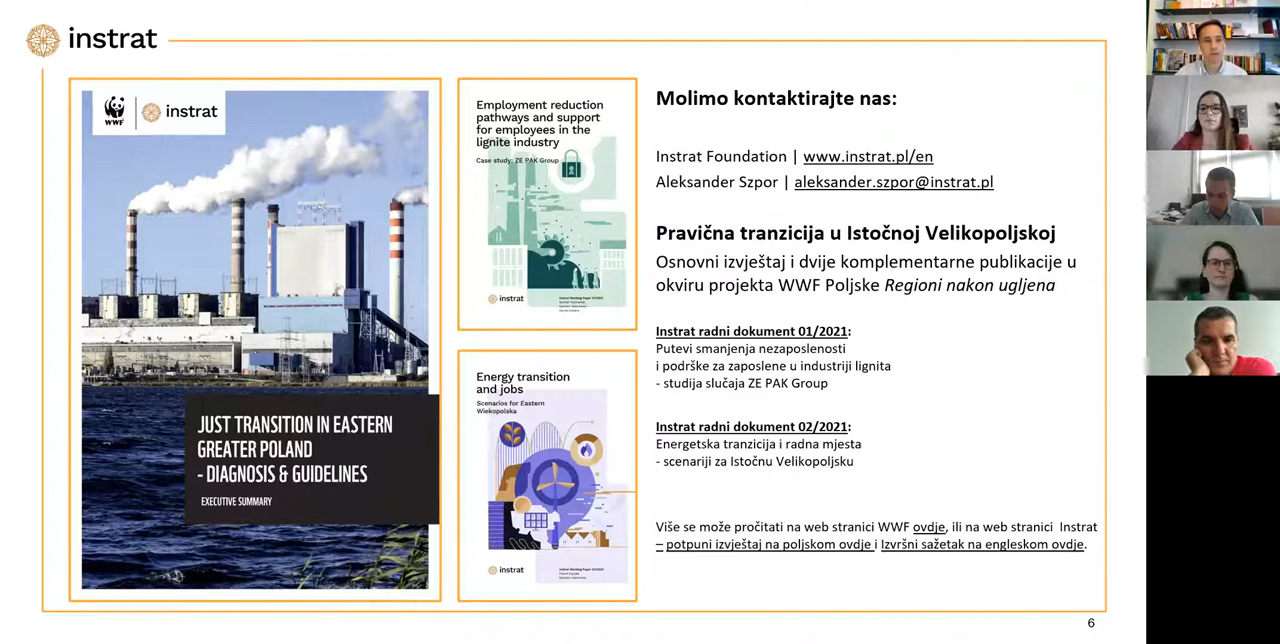 instrat
WWF
instrat
JUST TRANSITION IN EASTERN
GREATER POLAND
- DIAGNOSIS & GUIDELINES
EXECUTIVE SUMMARY
Employment reduction
pathways and support
for employees in the
lignite industry
Case study: ZE PAK Group
instrat
Energy transition
and jobs
Scenarios for Eastern
Wiekopolska
instrat
Molimo kontaktirajte nas:
Instrat Foundation | www.instrat.pl/en
Aleksander Szpor | aleksander.szpor@instrat.pl
Pravična tranzicija u Istočnoj Velikopoljskoj
Osnovni izvještaj i dvije komplementarne publikacije u
okviru projekta WWF Poljske Regioni nakon ugljena
Instrat radni dokument 01/2021:
Putevi smanjenja nezaposlenosti
i podrške za zaposlene u industriji lignita
- studija slučaja ZE PAK Group
Instrat radni dokument 02/2021:
Energetska tranzicija i radna mjesta
- scenariji za Istočnu Velikopoljsku
Više se može pročitati na web stranici WWF ovdje, ili na web stranici Instrat
– potpuni izvještaj na poljskom ovdje i Izvršni sažetak na engleskom ovdje.
6